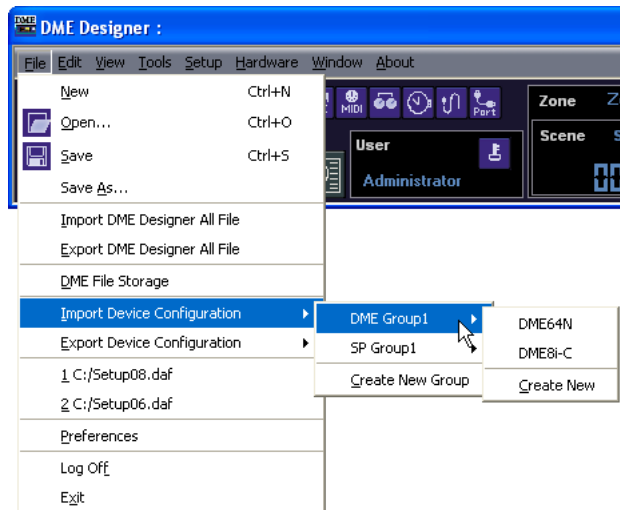 DME Designer :
File Edit View Tools Setup Hardware Window About
New Ctrl+N
Open... Ctrl+O
Save Ctrl+S
Save As...
Import DME Designer All File
Export DME Designer All File
DME File Storage
Import Device Configuration
Export Device Configuration
1 C:/Setup08.daf
2 C:/Setup06.daf
Preferences
Log Off
Exit
MIDI
Port
User
Administrator
Zone
Scene
DME Group1
SP Group1
Create New Group
DME64N
DME8i-C
Create New